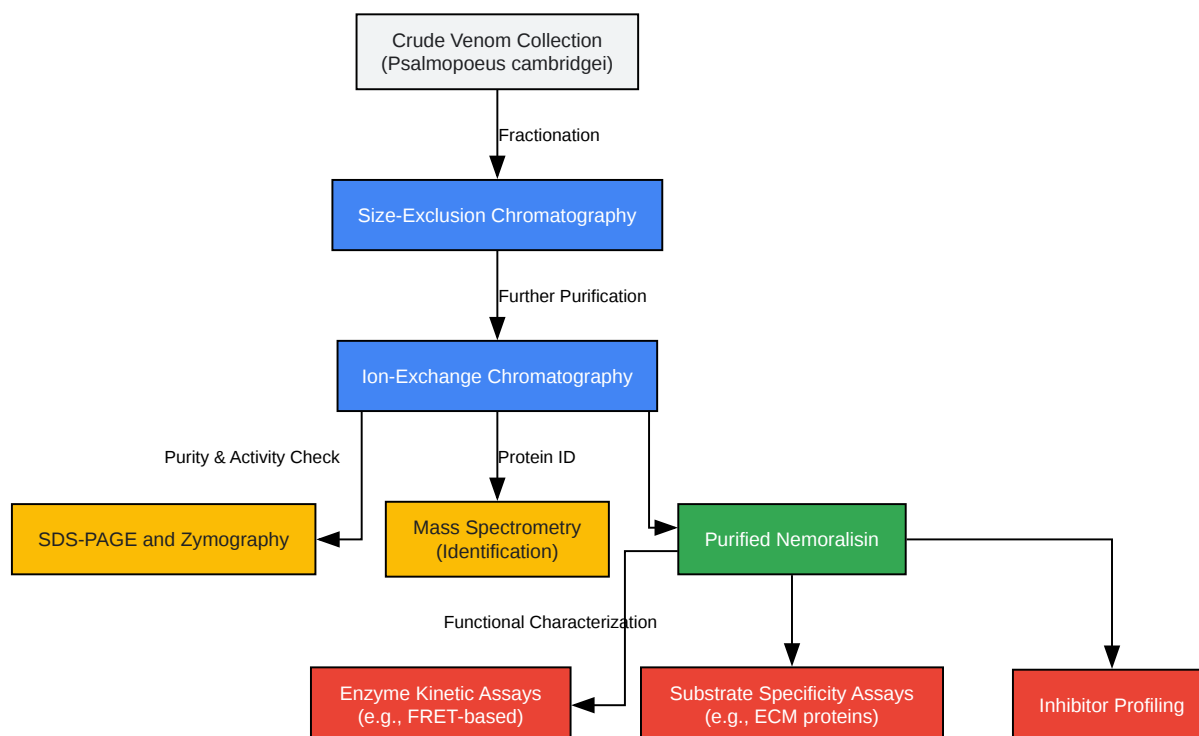 Crude Venom Collection
(Psalmopoeus cambridgei)
Fractionation
Size-Exclusion Chromatography
Further Purification
Ion-Exchange Chromatography
Purity & Activity Check
Protein ID
SDS-PAGE and Zymography
Mass Spectrometry
(Identification)
Purified Nemoralisin
Functional Characterization
Enzyme Kinetic Assays
(e.g., FRET-based)
Substrate Specificity Assays
(e.g., ECM proteins)
Inhibitor Profiling